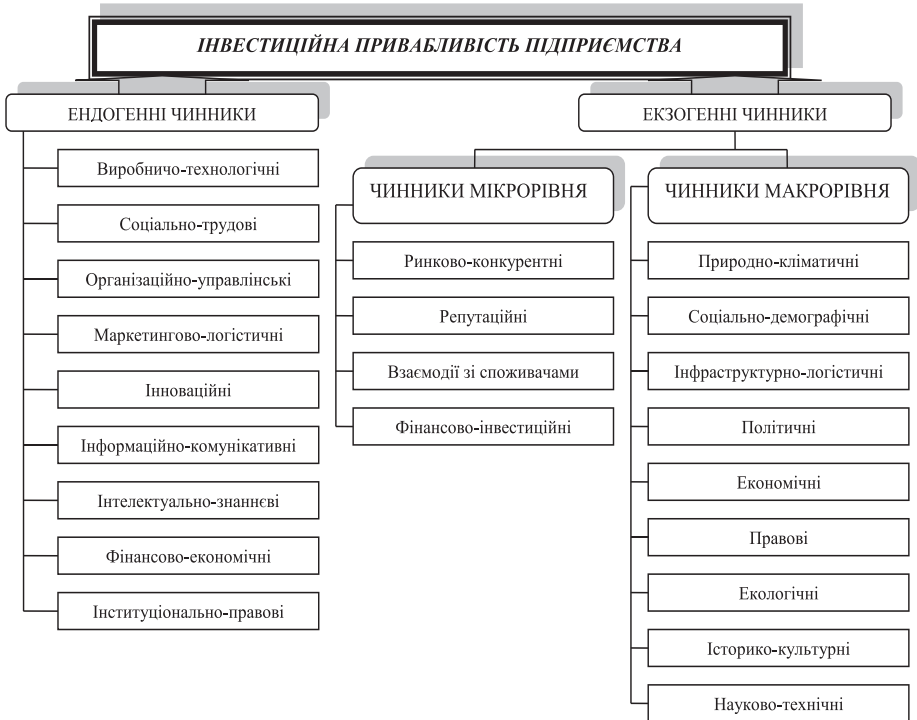 ІНВЕСТИЦІЙНА ПРИВАБЛИВІСТЬ ПІДПРИЄМСТВА
ЕНДОГЕННІ ЧИННИКИ
Виробничо-технологічні
Соціально-трудові
Організаційно-управлінські
Маркетингово-логістичні
Інноваційні
Інформаційно-комунікативні
Інтелектуально-знаннєві
Фінансово-економічні
Інституціонально-правові
ЕКЗОГЕННІ ЧИННИКИ
ЧИННИКИ МІКРОРІВНЯ
Ринково-конкурентні
Репутаційні
Взаємодії зі споживачами
Фінансово-інвестиційні
ЧИННИКИ МАКРОРІВНЯ
Природно-кліматичні
Соціально-демографічні
Інфраструктурно-логістичні
Політичні
Економічні
Правові
Екологічні
Історико-культурні
Науково-технічні